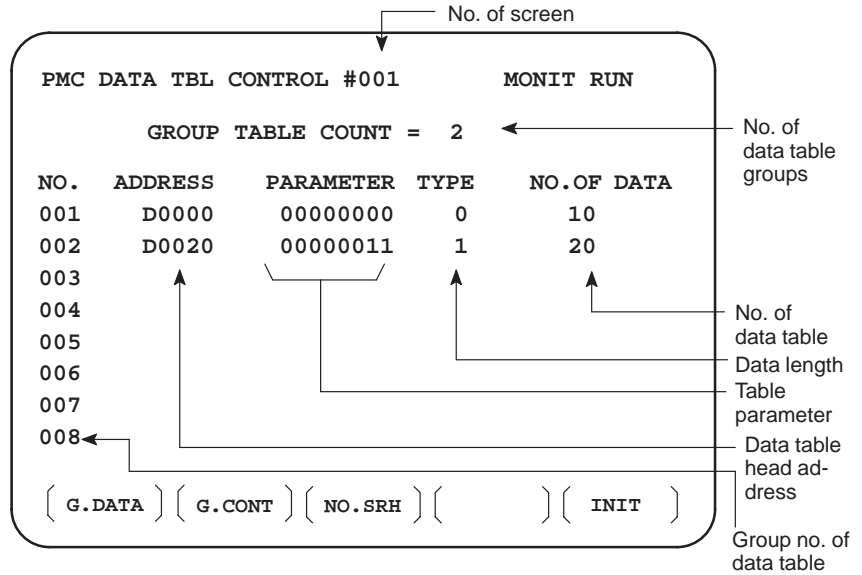 No. of screen
PMC DATA TBL CONTROL #001 MONIT RUN
GROUP TABLE COUNT = 2
No. of
data table
groups
NO. ADDRESS PARAMETER TYPE NO.OF DATA
001 D0000 00000000 0 10
002 D0020 00000011 1 20
003
004
005
006
007
008
No. of
data table
Data length
Table
parameter
Data table
head ad-
dress
Group no. of
data table
G.DATA G.CONT NO.SRH INIT